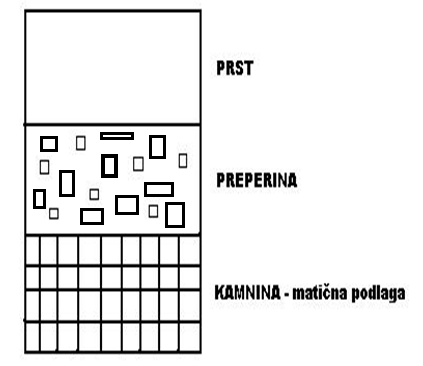 PRST
PREPERINA
KAMNINA - matična podlaga